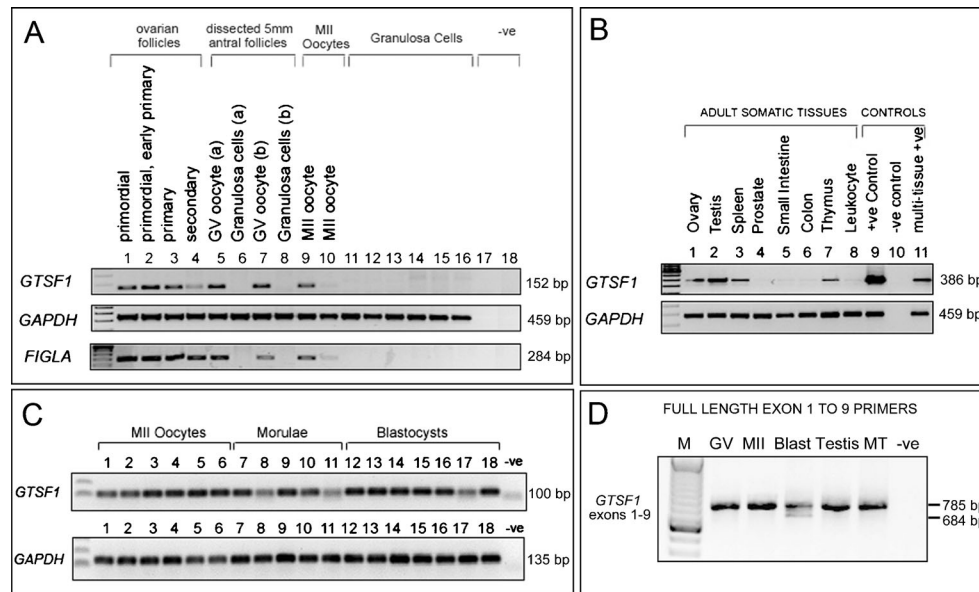 A
ovarian follicles
dissected 5mm antral follicles
MII Oocytes
Granulosa Cells
-ve
primordial
primordial, early primary
primary
secondary
GV oocyte (a)
Granulosa cells (a)
GV oocyte (b)
Granulosa cells (b)
MII oocyte
MII oocyte
1 2 3 4 5 6 7 8 9 10 11 12 13 14 15 16 17 18
GTSF1 152 bp
GAPDH 459 bp
FIGLA 284 bp
B
ADULT SOMATIC TISSUES CONTROLS
Ovary
Testis
Spleen
Prostate
Small Intestine
Colon
Thymus
Leukocyte
+ve Control
-ve control
multi-tissue +ve
1 2 3 4 5 6 7 8 9 10 11
GTSF1 386 bp
GAPDH 459 bp
C
MII Oocytes Morulae Blastocysts
1 2 3 4 5 6 7 8 9 10 11 12 13 14 15 16 17 18 -ve
GTSF1 100 bp
1 2 3 4 5 6 7 8 9 10 11 12 13 14 15 16 17 18 -ve
GAPDH 135 bp
D
FULL LENGTH EXON 1 TO 9 PRIMERS
M GV MII Blast Testis MT -ve
GTSF1
exons 1-9
785 bp
684 bp